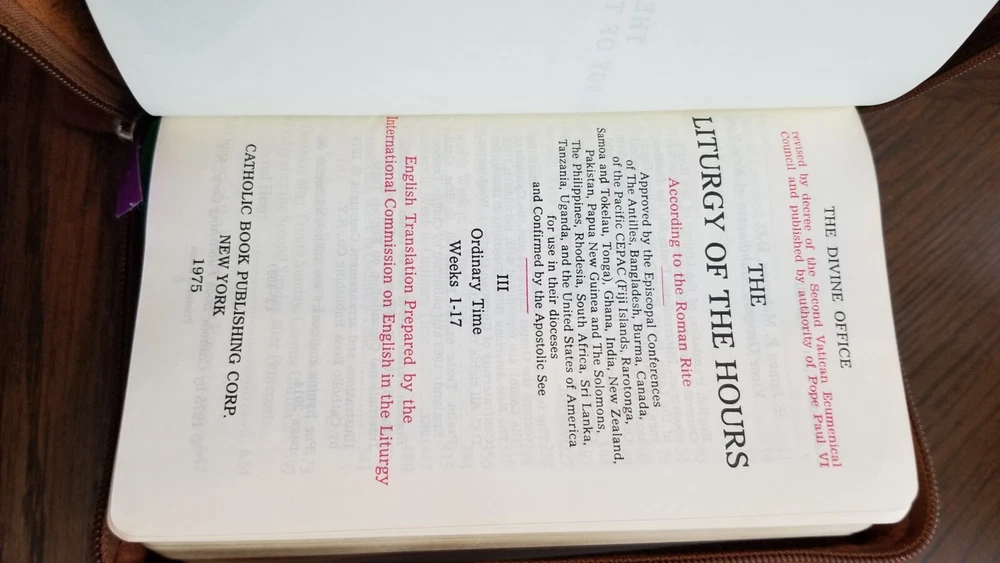 THE DIVINE OFFICE
revised by decree of the Second Vatican Ecumenical
Council and published by authority of Pope Paul VI
THE
LITURGY OF THE HOURS
According to the Roman Rite
Approved by the Episcopal Conferences
of The Antilles, Bangladesh, Burma, Canada,
of the Pacific CEPAC (Fiji Islands, Rarotonga,
Samoa and Tokelau, Tonga), Ghana, India, New Zealand,
Pakistan, Papua New Guinea and The Solomons,
The Philippines, Rhodesia, South Africa, Sri Lanka,
Tanzania, Uganda, and the United States of America
for use in their dioceses
and Confirmed by the Apostolic See
III
Ordinary Time
Weeks 1-17
English Translation Prepared by the
International Commission on English in the Liturgy
CATHOLIC BOOK PUBLISHING CORP.
NEW YORK
1975